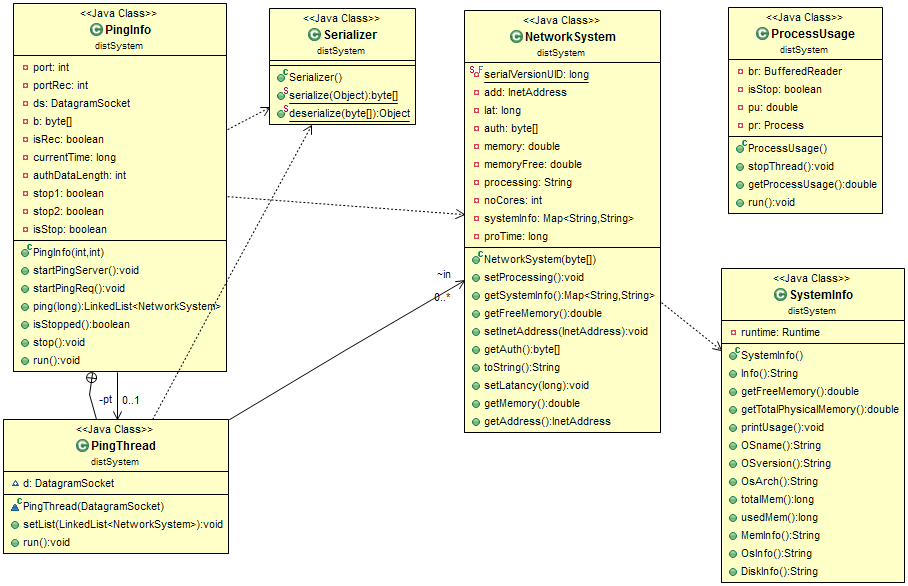 <<Java Class>>
PingInfo
distSystem
port: int
portRec: int
ds: DatagramSocket
b: byte[]
isRec: boolean
currentTime: long
authDataLength: int
stop1: boolean
stop2: boolean
isStop: boolean
PingInfo(int,int)
startPingServer():void
startPingReq():void
ping(long):LinkedList<NetworkSystem>
isStopped():boolean
stop():void
run():void
<<Java Class>>
Serializer
distSystem
Serializer()
serialize(Object):byte[]
deserialize(byte[]):Object
<<Java Class>>
NetworkSystem
distSystem
serialVersionUID: long
add: InetAddress
lat: long
auth: byte[]
memory: double
memoryFree: double
processing: String
noCores: int
systemInfo: Map<String,String>
proTime: long
NetworkSystem(byte[])
setProcessing():void
getSystemInfo():Map<String,String>
getFreeMemory():double
setInetAddress(InetAddress):void
getAuth():byte[]
toString():String
setLatancy(long):void
getMemory():double
getAddress():InetAddress
<<Java Class>>
ProcessUsage
distSystem
br: BufferedReader
isStop: boolean
pu: double
pr: Process
ProcessUsage()
stopThread():void
getProcessUsage():double
run():void
~in
0..*
-pt
0..1
<<Java Class>>
PingThread
distSystem
d: DatagramSocket
PingThread(DatagramSocket)
setList(LinkedList<NetworkSystem>):void
run():void
<<Java Class>>
SystemInfo
distSystem
runtime: Runtime
SystemInfo()
Info():String
getFreeMemory():double
getTotalPhysicalMemory():double
printUsage():void
OSname():String
OSversion():String
OsArch():String
totalMem():long
usedMem():long
MemInfo():String
OsInfo():String
DiskInfo():String